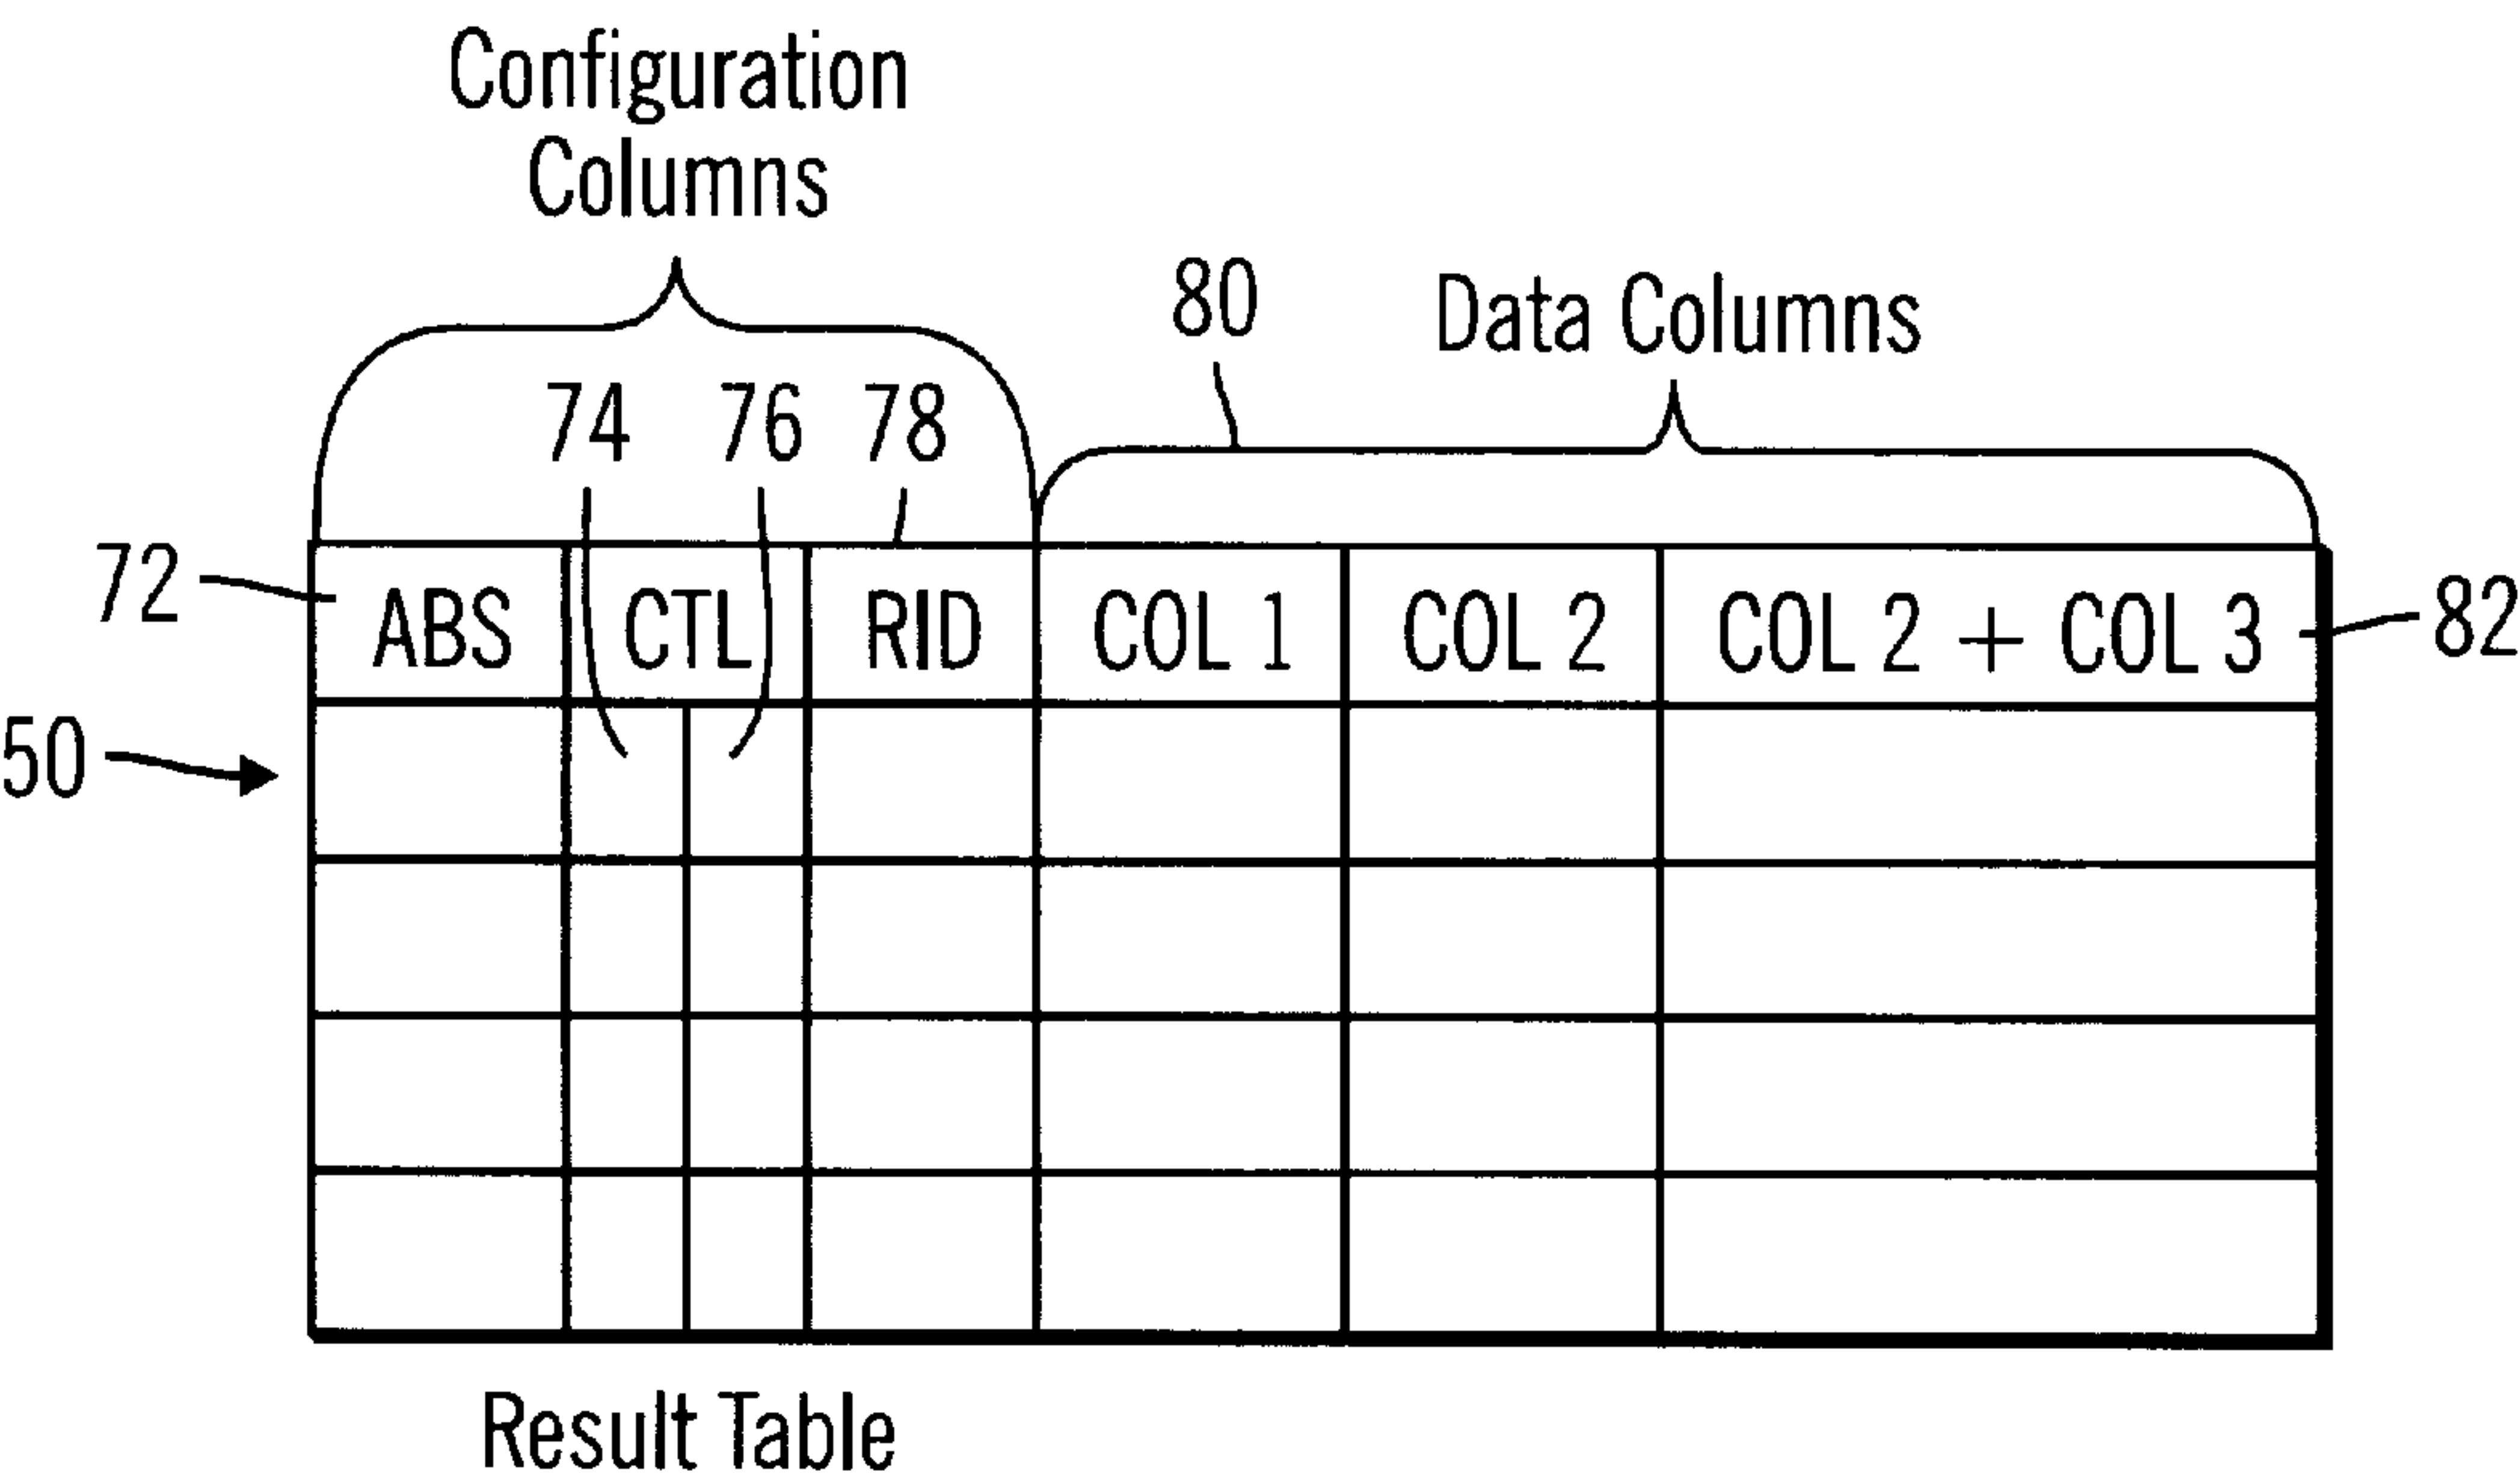 Configuration
Columns
80
Data Columns
74 76 78
72
ABS CTL RID COL 1 COL 2 COL 2 + COL 3
82
50
Result Table